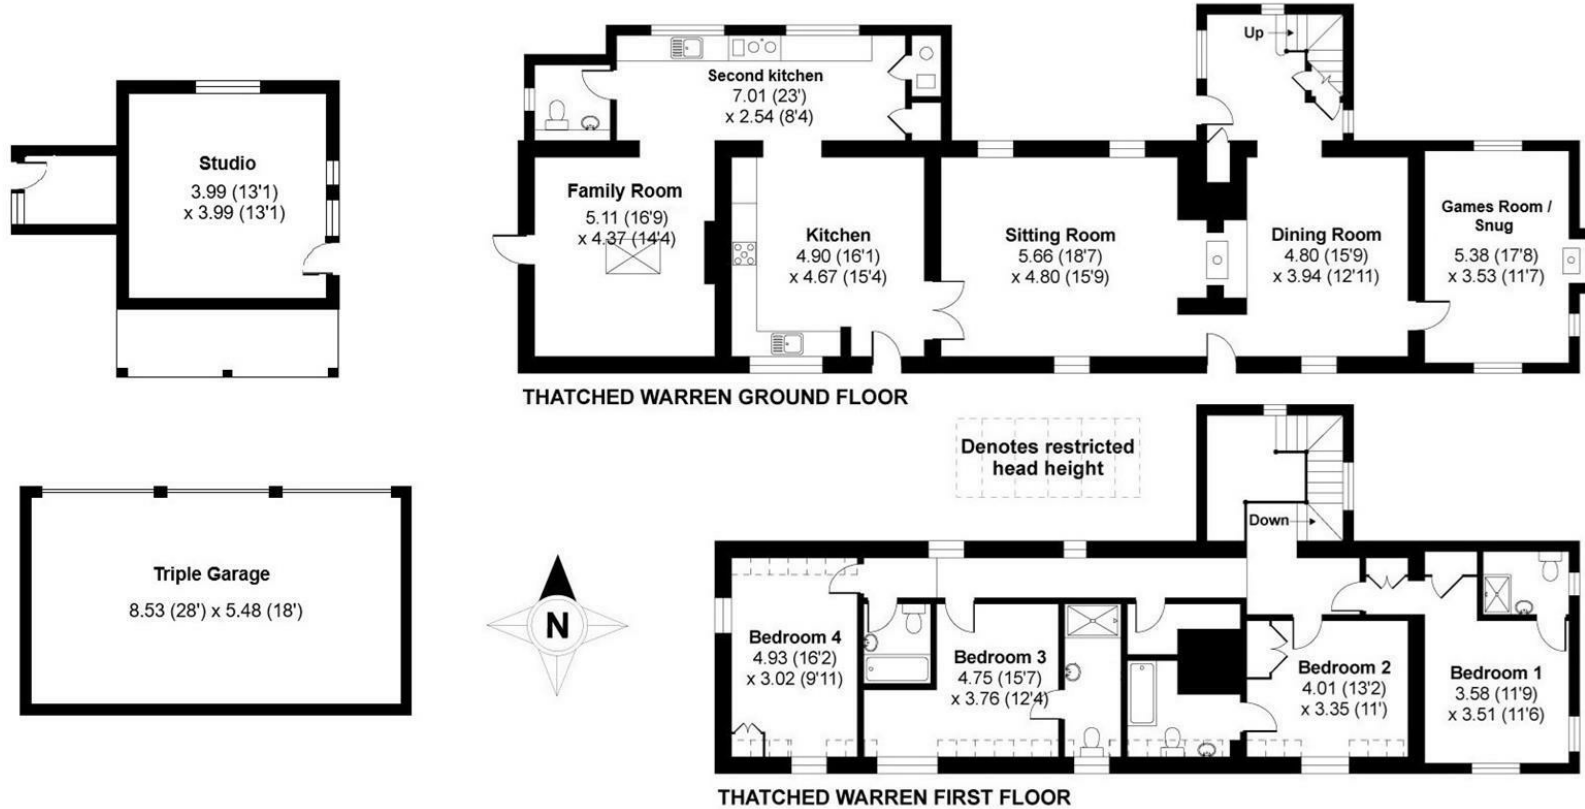 Studio
3.99 (13'1)
x 3.99 (13'1)
Second kitchen
7.01 (23')
x 2.54 (8'4)
Up
Family Room
5.11 (16'9)
x 4.37 (14'4)
Kitchen
4.90 (16'1)
x 4.67 (15'4)
Sitting Room
5.66 (18'7)
x 4.80 (15'9)
Dining Room
4.80 (15'9)
x 3.94 (12'11)
Games Room /
Snug
5.38 (17'8)
x 3.53 (11'7)
THATCHED WARREN GROUND FLOOR
Denotes restricted
head height
Triple Garage
8.53 (28') x 5.48 (18')
N
Down
Bedroom 4
4.93 (16'2)
x 3.02 (9'11)
Bedroom 3
4.75 (15'7)
x 3.76 (12'4)
Bedroom 2
4.01 (13'2)
x 3.35 (11')
Bedroom 1
3.58 (11'9)
x 3.51 (11'6)
THATCHED WARREN FIRST FLOOR